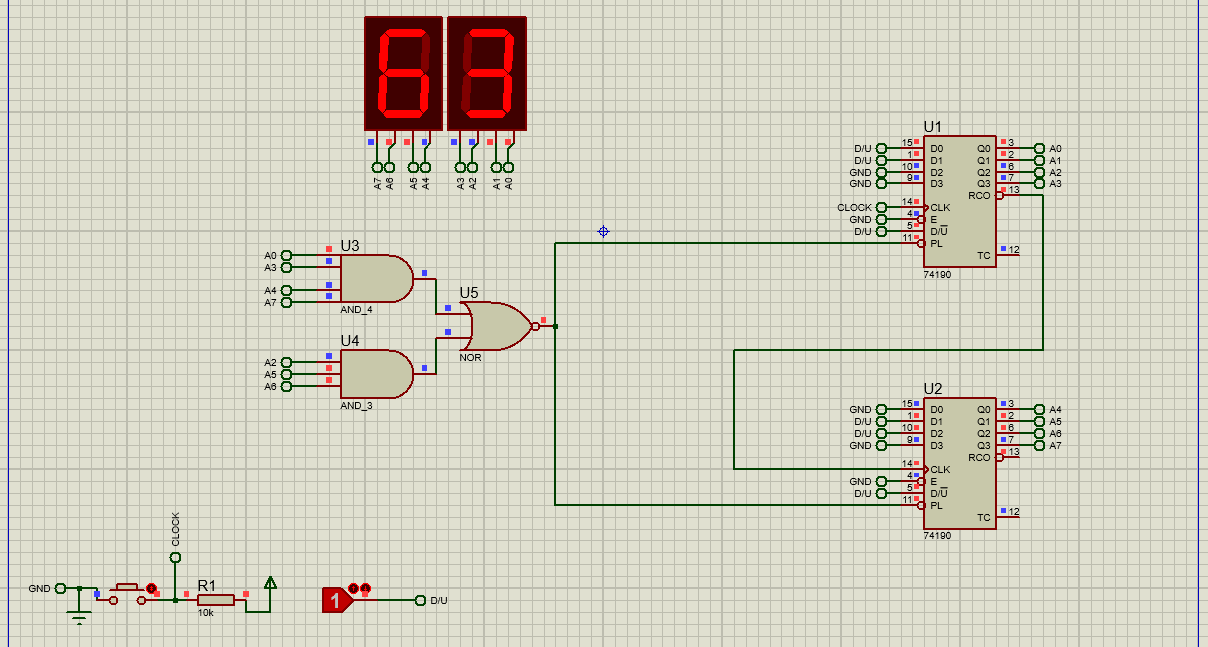 63
A7 A6 A5 A4 A3 A2 A1 A0
U1
D/U 15 D0 Q0 3 A0
D/U 1 D1 Q1 2 A1
GND 10 D2 Q2 6 A2
GND 9 D3 Q3 7 A3
RCO 13
CLOCK 14 CLK
GND 4 E
D/U 5 D/U
11 PL
TC 12
74190
U3
A0
A3
A4
A7
AND_4
U5
NOR
U4
A2
A5
A6
AND_3
U2
GND 15 D0 Q0 3 A4
D/U 1 D1 Q1 2 A5
D/U 10 D2 Q2 6 A6
GND 9 D3 Q3 7 A7
RCO 13
14 CLK
GND 4 E
D/U 5 D/U
11 PL
TC 12
74190
CLOCK
GND
R1
10k
1
D/U